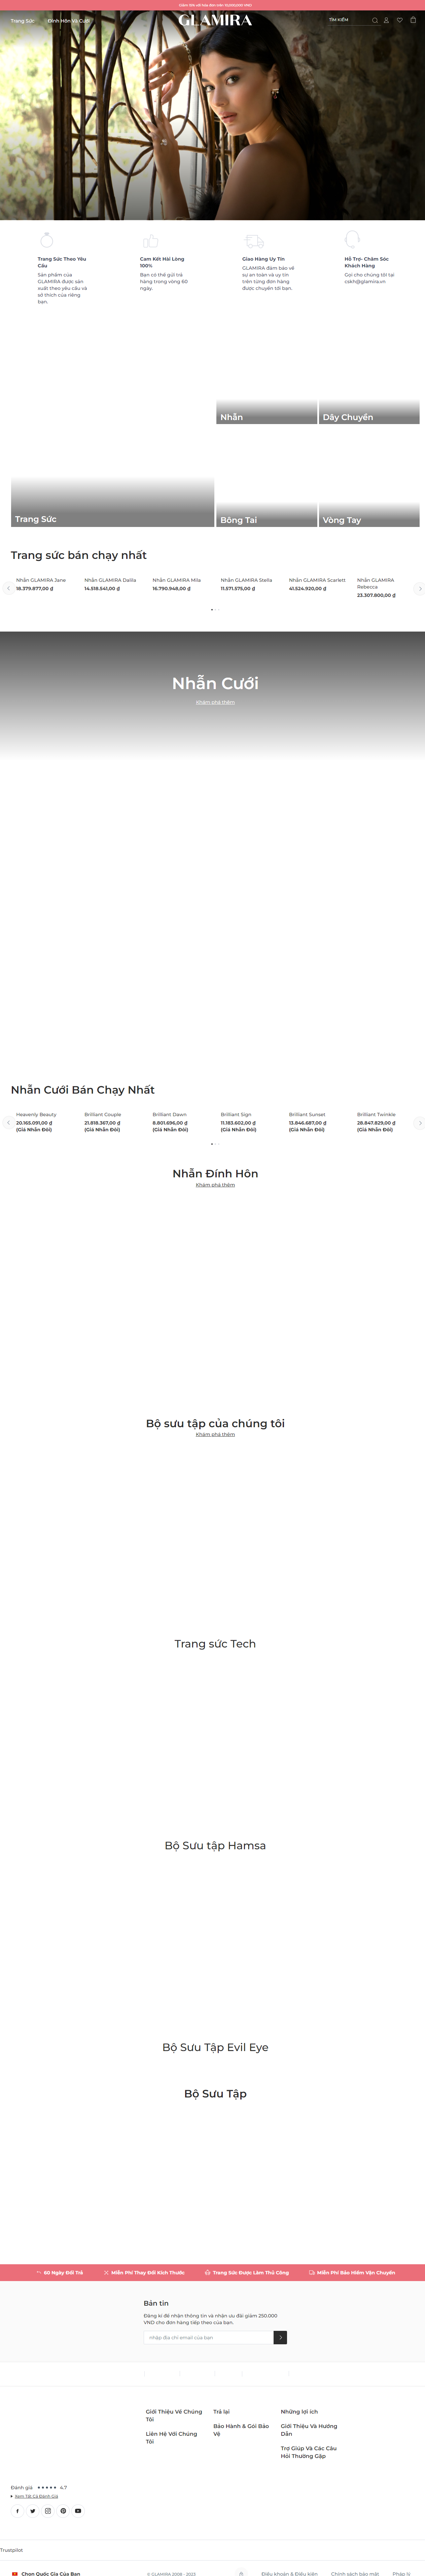 Giảm 15% với hóa đơn trên 15.000.000 VND
Trang Sức
Đính Hôn Và Cưới
GLAMIRA
TÌM KIẾM
Trang Sức Theo Yêu
Cầu
Sản phẩm của
GLAMIRA được sản
xuất theo yêu cầu và
sở thích của riêng
bạn.
Cam Kết Hài Lòng
100%
Bạn có thể gửi trả
hàng trong vòng 60
ngày.
Giao Hàng Uy Tín
GLAMIRA đảm bảo về
sự an toàn và uy tín
trên từng đơn hàng
được chuyển tới bạn.
Hỗ Trợ- Chăm Sóc
Khách Hàng
Gọi cho chúng tôi tại
cskh@glamira.vn
Trang Sức
Nhẫn
Dây Chuyền
Bông Tai
Vòng Tay
Trang sức bán chạy nhất
Nhẫn GLAMIRA Jane
18.379.877,00 ₫
Nhẫn GLAMIRA Dalila
14.518.541,00 ₫
Nhẫn GLAMIRA Mila
16.790.948,00 ₫
Nhẫn GLAMIRA Stella
11.571.575,00 ₫
Nhẫn GLAMIRA Scarlett
41.524.920,00 ₫
Nhẫn GLAMIRA
Rebecca
23.307.800,00 ₫
Nhẫn Cưới
Khám phá thêm
Nhẫn Cưới Bán Chạy Nhất
Heavenly Beauty
20.165.091,00 ₫
(Giá Nhẫn Đôi)
Brilliant Couple
21.818.367,00 ₫
(Giá Nhẫn Đôi)
Brilliant Dawn
8.801.696,00 ₫
(Giá Nhẫn Đôi)
Brilliant Sign
11.183.602,00 ₫
(Giá Nhẫn Đôi)
Brilliant Sunset
13.846.687,00 ₫
(Giá Nhẫn Đôi)
Brilliant Twinkle
28.847.829,00 ₫
(Giá Nhẫn Đôi)
Nhẫn Đính Hôn
Khám phá thêm
Bộ sưu tập của chúng tôi
Khám phá thêm
Trang sức Tech
Bộ Sưu tập Hamsa
Bộ Sưu Tập Evil Eye
Bộ Sưu Tập
60 Ngày Đổi Trả
Miễn Phí Thay Đổi Kích Thước
Trang Sức Được Làm Thủ Công
Miễn Phí Bảo Hiểm Vận Chuyển
Bản tin
Đăng kí để nhân thông tin và nhận ưu đãi giảm 250.000
VND cho đơn hàng tiếp theo của bạn.
nhập địa chỉ email của bạn
Giới Thiệu Về Chúng
Tôi
Liên Hệ Với Chúng
Tôi
Trả lại
Bảo Hành & Gói Bảo
Vệ
Những lợi ích
Giới Thiệu Và Hướng
Dẫn
Trợ Giúp Và Các Câu
Hỏi Thường Gặp
Đánh giá ★★★★★ 4.7
Xem Tất Cả Đánh Giá
Trustpilot
Chọn Quốc Gia Của Bạn
© GLAMIRA 2008 - 2023
Điều khoản & Điều kiện
Chính sách bảo mật